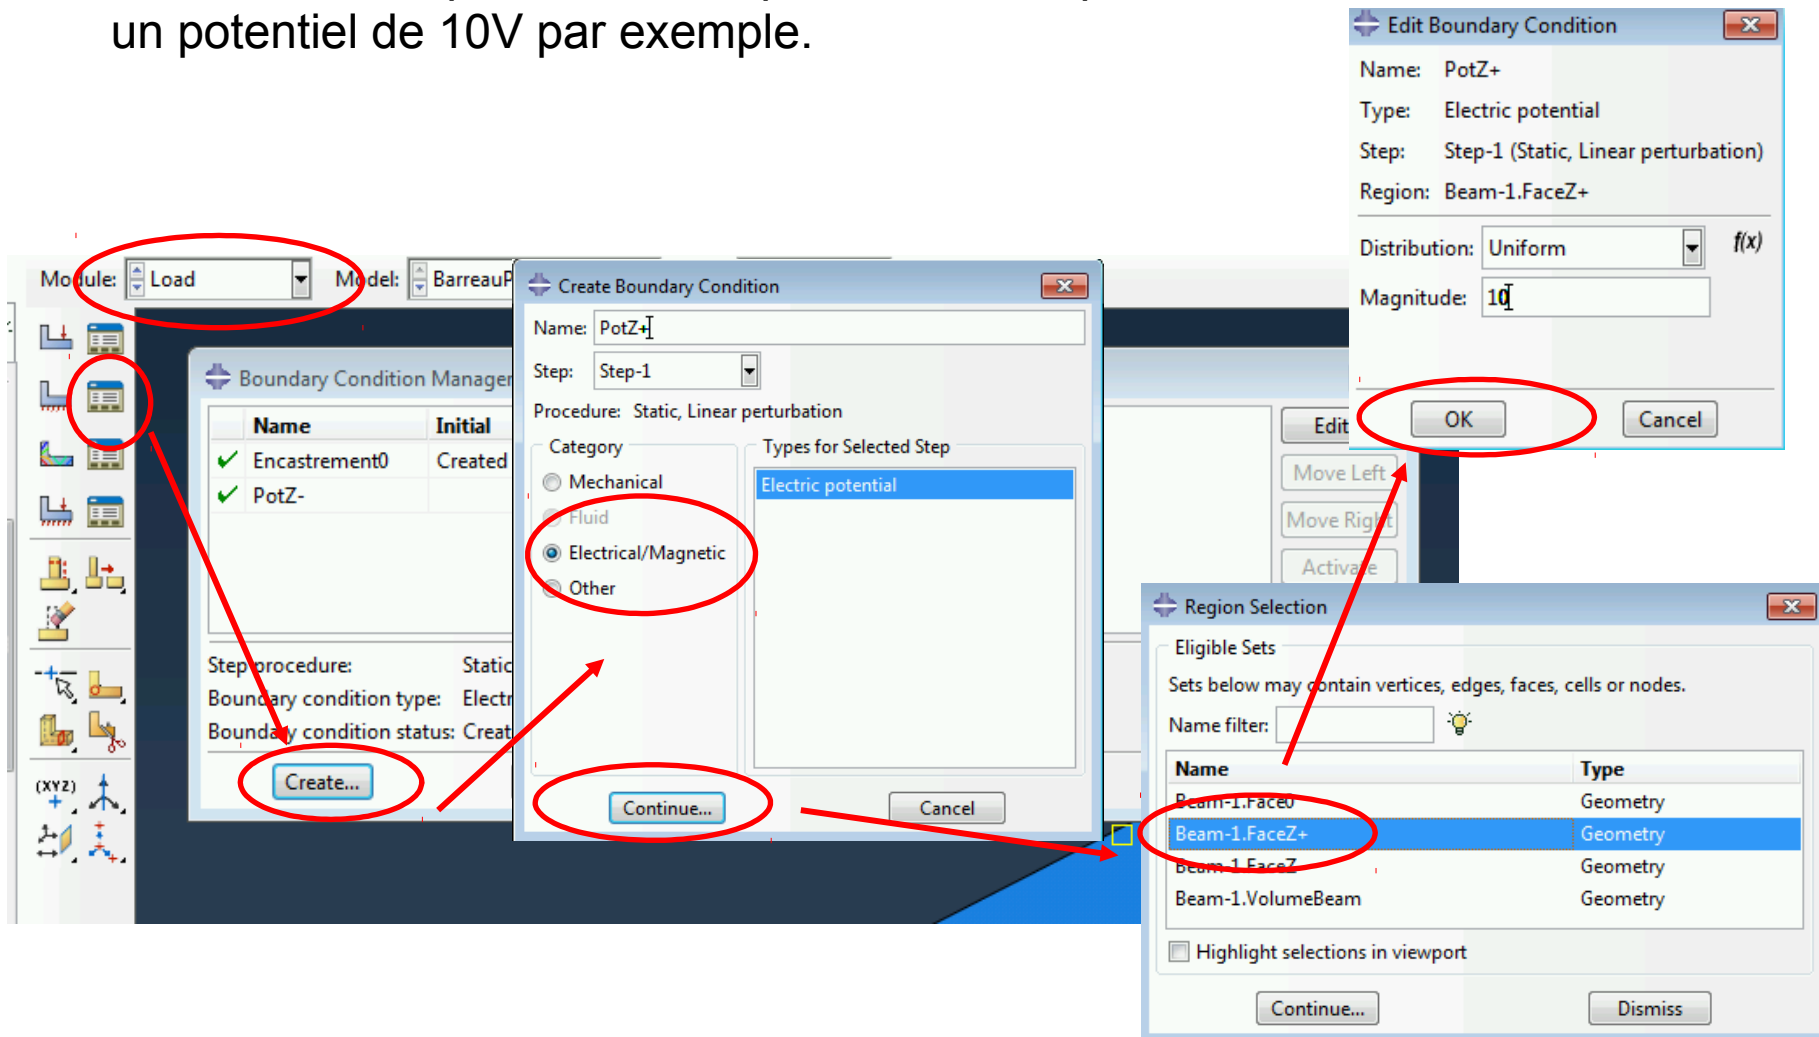 un potentiel de 10V par exemple.
Edit Boundary Condition
Name: PotZ+
Type: Electric potential
Step: Step-1 (Static, Linear perturbation)
Region: Beam-1.FaceZ+
Distribution: Uniform f(x)
Magnitude: 10
OK Cancel
Module: Load Model: BarreauP
Create Boundary Condition
Name: PotZ+
Step: Step-1
Procedure: Static, Linear perturbation
Category
Mechanical
Fluid
Electrical/Magnetic
Other
Types for Selected Step
Electric potential
Continue... Cancel
Boundary Condition Manager
Name Initial
Encastrement0 Created
PotZ-
Edit
Move Left
Move Right
Activate
Step procedure: Static
Boundary condition type: Electr
Boundary condition status: Creat
Create...
(XYZ)
Region Selection
Eligible Sets
Sets below may contain vertices, edges, faces, cells or nodes.
Name filter:
Name Type
Beam-1.Face0 Geometry
Beam-1.FaceZ+ Geometry
Beam-1.FaceZ- Geometry
Beam-1.VolumeBeam Geometry
Highlight selections in viewport
Continue... Dismiss